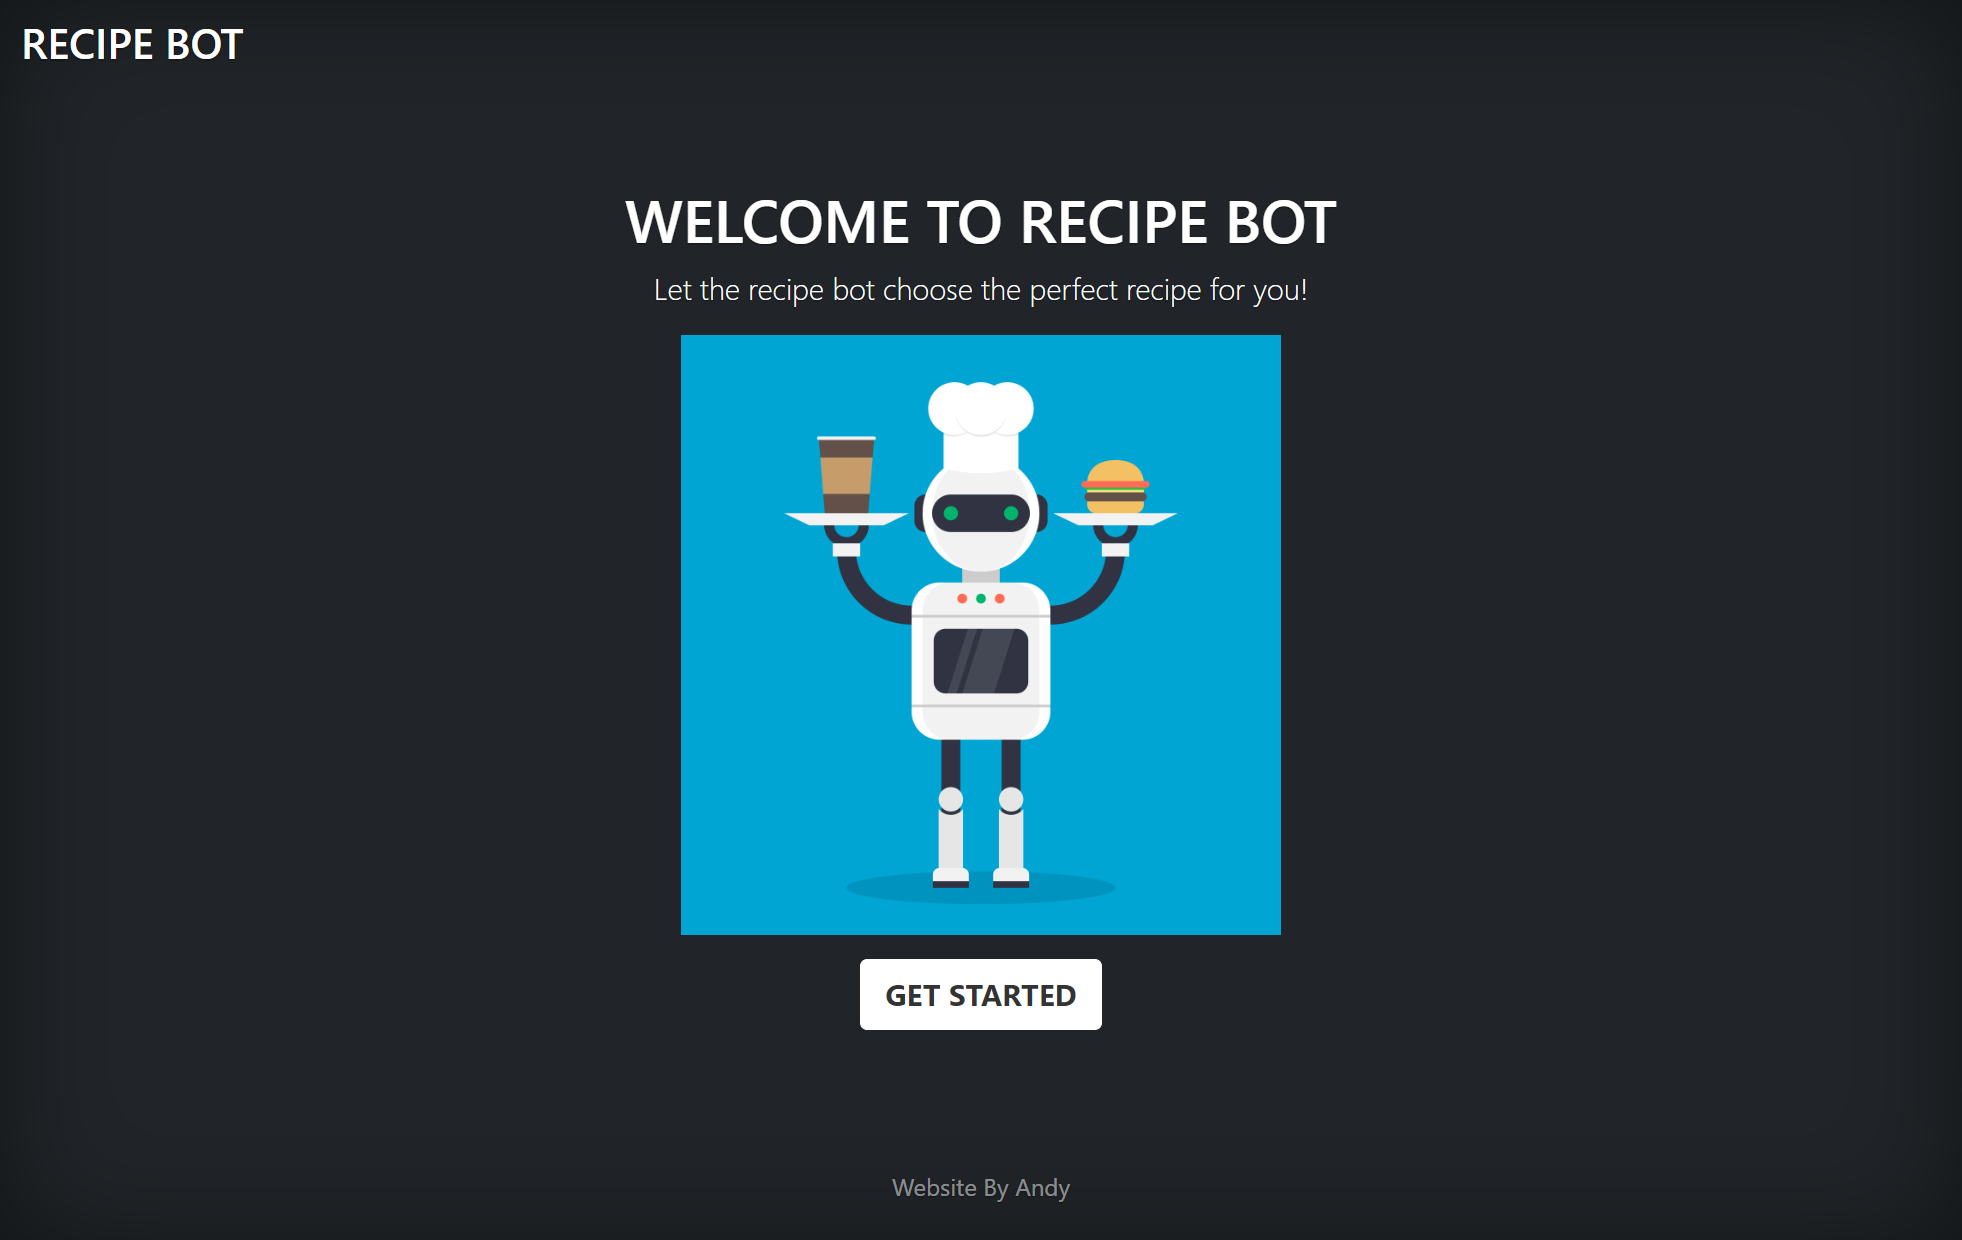 RECIPE BOT
WELCOME TO RECIPE BOT
Let the recipe bot choose the perfect recipe for you!
GET STARTED
Website By Andy